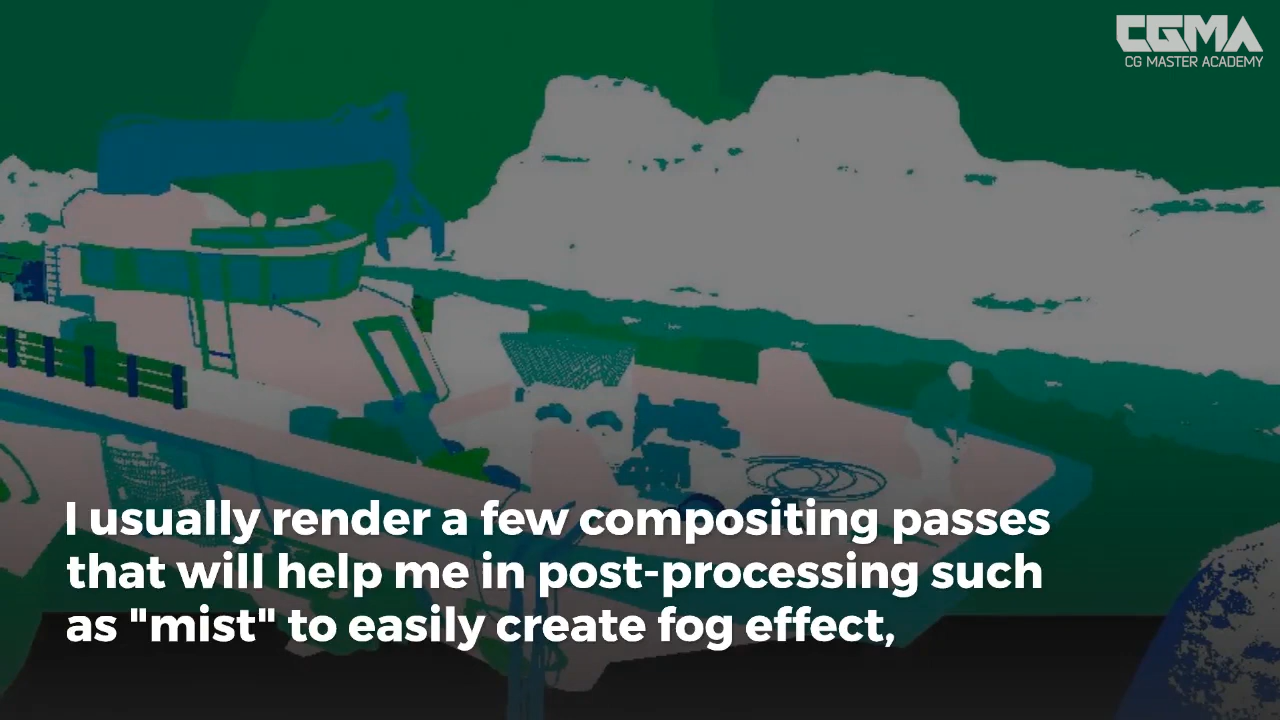 CGMA
CG MASTER ACADEMY
I usually render a few compositing passes
that will help me in post-processing such
as "mist" to easily create fog effect,